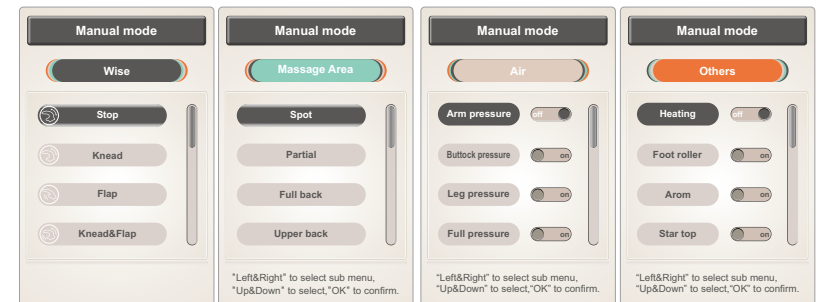 Manual mode
Wise
Stop
Knead
Flap
Knead&Flap
Manual mode
Massage Area
Spot
Partial
Full back
Upper back
"Left&Right" to select sub menu,
"Up&Down" to select,"OK" to confirm.
Manual mode
Air
Arm pressure off
Buttock pressure on
Leg pressure on
Full pressure on
“Left&Right” to select sub menu,
“Up&Down” to select,“OK” to confirm.
Manual mode
Others
Heating off
Foot roller on
Arom on
Star top on
“Left&Right” to select sub menu,
“Up&Down” to select,“OK” to confirm.